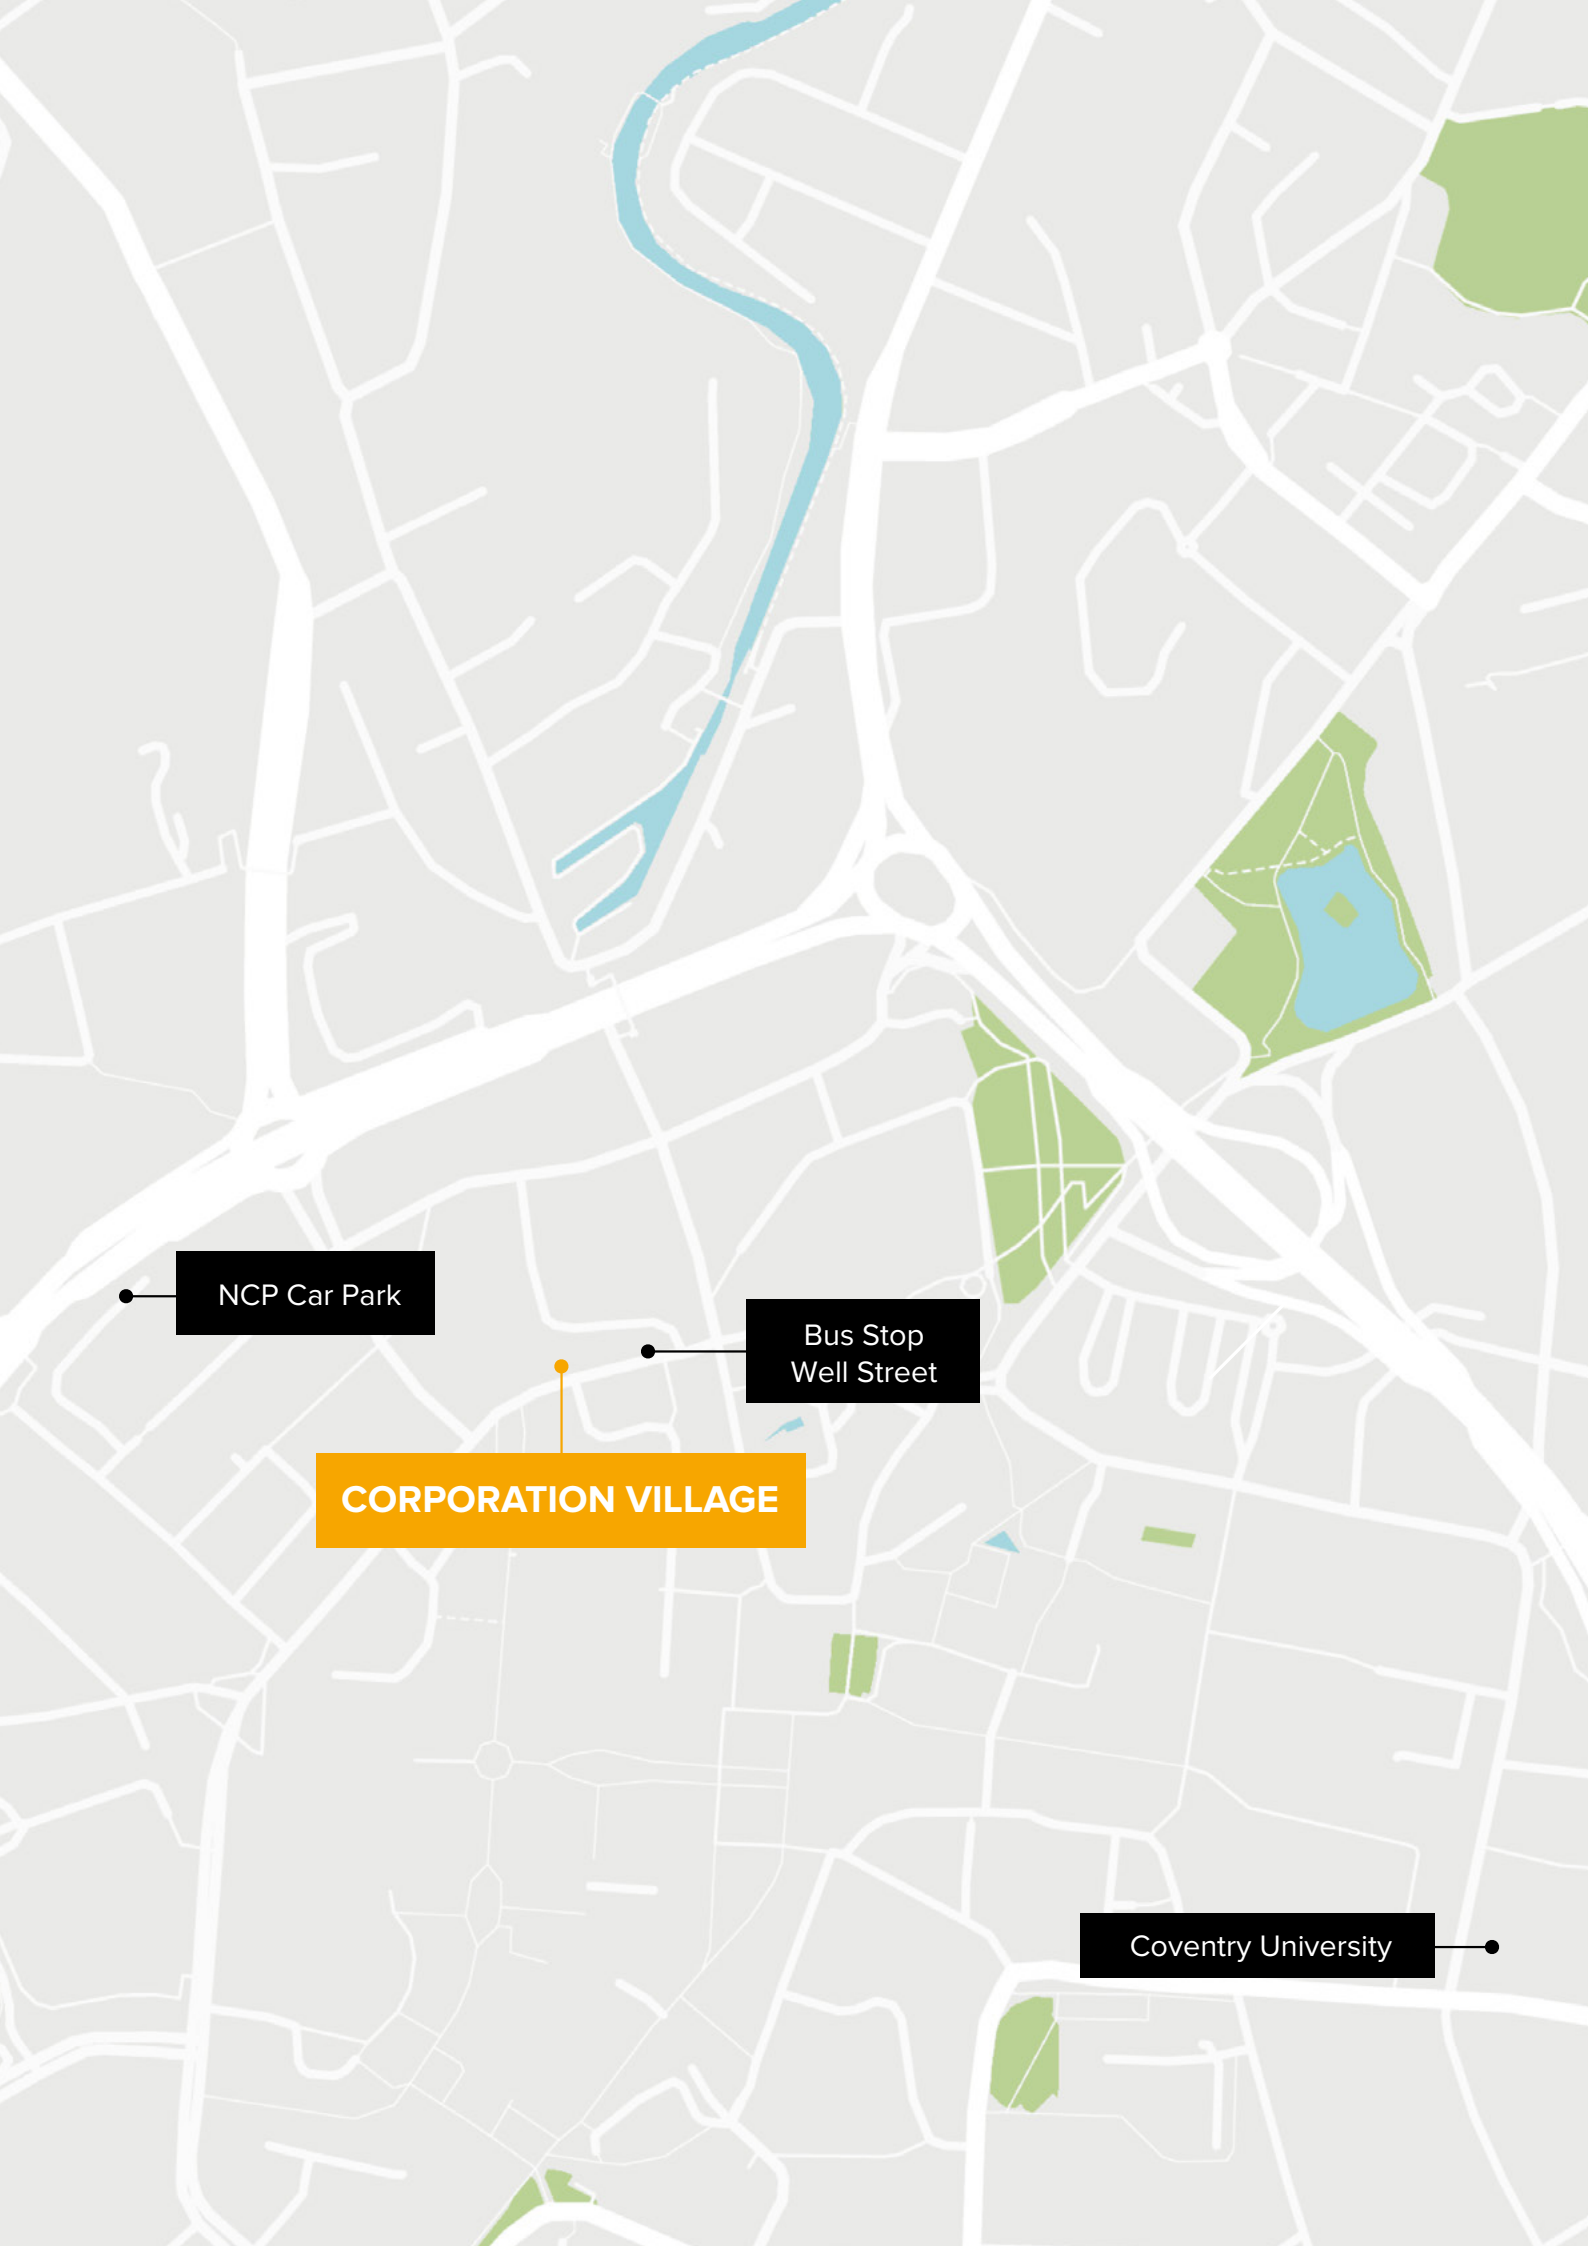 NCP Car Park
Bus Stop
Well Street
CORPORATION VILLAGE
Coventry University